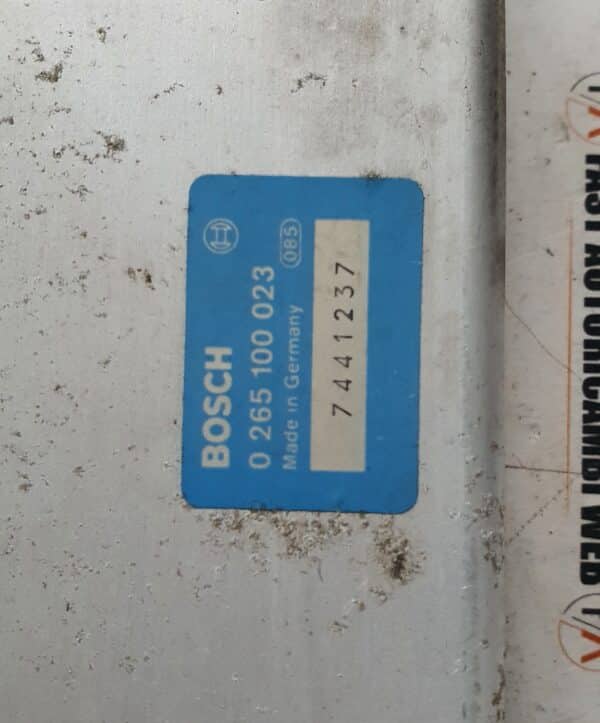 BOSCH
0 265 100 023
Made in Germany 085
7441237
FAST AUTORICAMBI WEB